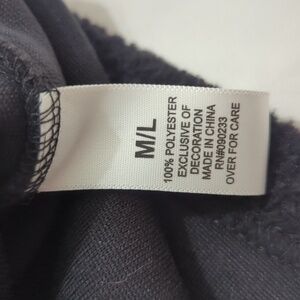 M/L
100% POLYESTER
EXCLUSIVE OF
DECORATION
MADE IN CHINA
RN#090233
OVER FOR CARE